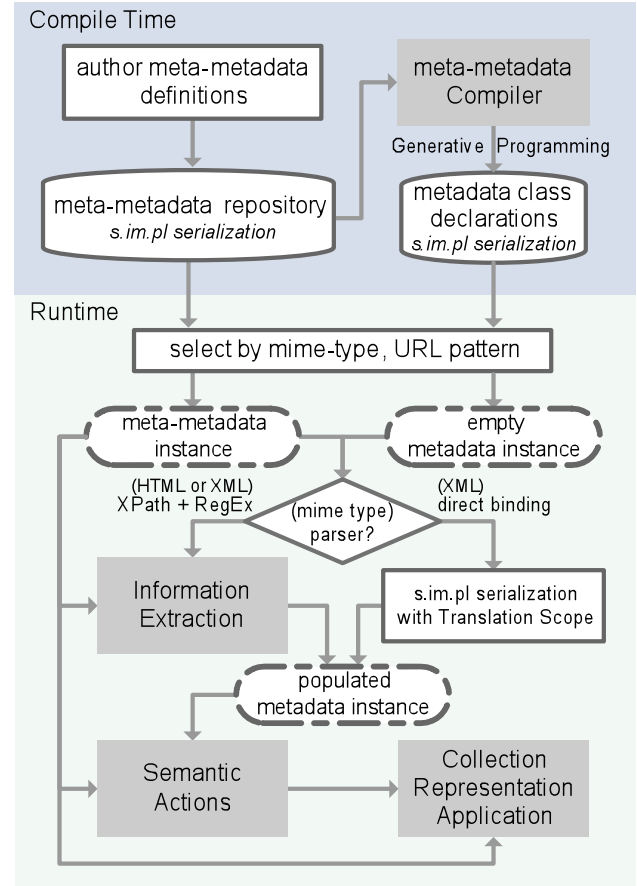 Compile Time
author meta-metadata
definitions
meta-metadata
Compiler
Generative Programming
meta-metadata repository
s.im.pl serialization
metadata class
declarations
s.im.pl serialization
Runtime
select by mime-type, URL pattern
meta-metadata
instance
empty
metadata instance
(HTML or XML)
XPath + RegEx
(mime type)
parser?
(XML)
direct binding
Information
Extraction
s.im.pl serialization
with Translation Scope
populated
metadata instance
Semantic
Actions
Collection
Representation
Application